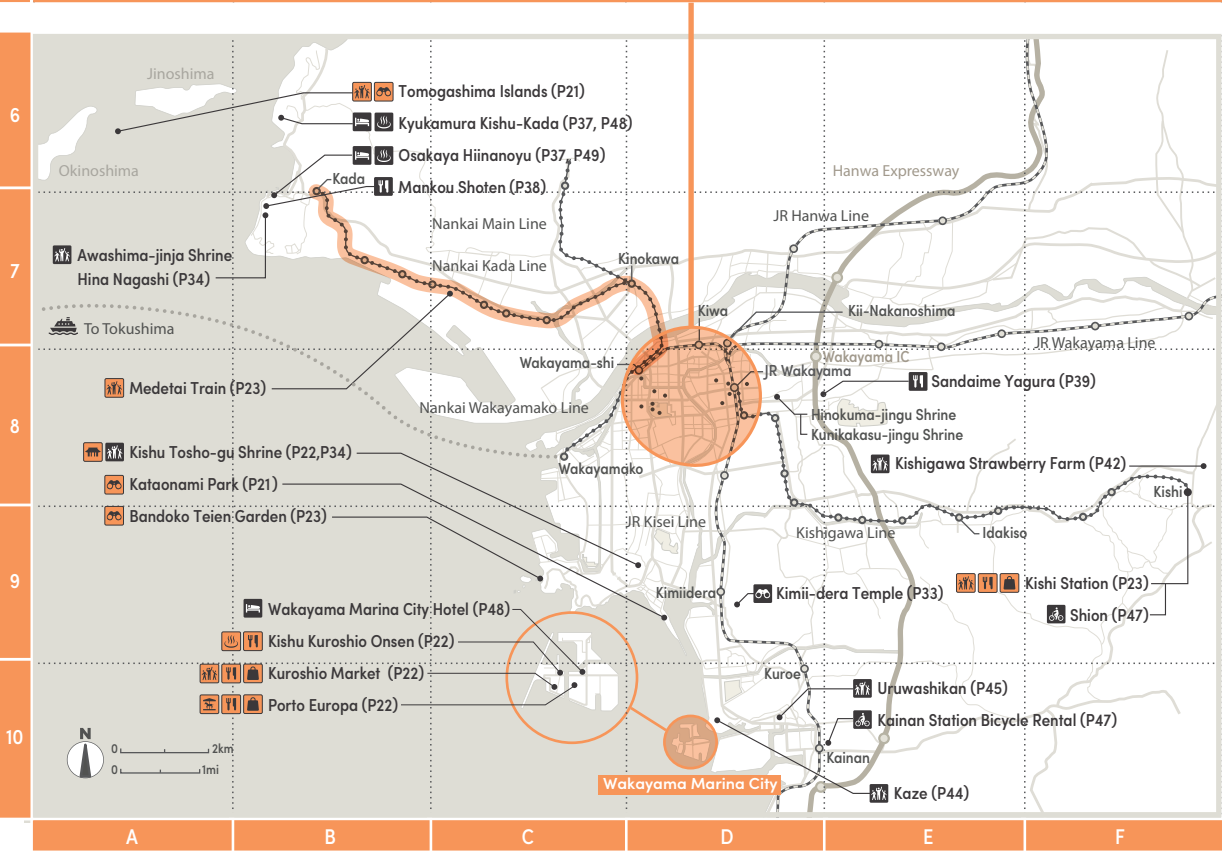 6
7
8
9
10
Jinoshima
Okinoshima
Tomogashima Islands (P21)
Kyukamura Kishu-Kada (P37, P48)
Osakaya Hiinanoyu (P37, P49)
Kada
Mankou Shoten (P38)
Hanwa Expressway
JR Hanwa Line
Nankai Main Line
Awashima-jinja Shrine
Hina Nagashi (P34)
Nankai Kada Line
Kinokawa
Kiwa
Kii-Nakanoshima
To Tokushima
JR Wakayama Line
Wakayama IC
Wakayama-shi
JR Wakayama
Medetai Train (P23)
Sandaime Yagura (P39)
Nankai Wakayamako Line
Hinokuma-jingu Shrine
Kunikakasu-jingu Shrine
Kishu Tosho-gu Shrine (P22,P34)
Wakayamako
Kishigawa Strawberry Farm (P42)
Kataonami Park (P21)
Kishi
Bandoko Teien Garden (P23)
JR Kisei Line
Kishigawa Line
Idakiso
Kishi Station (P23)
Kimiidera
Kimii-dera Temple (P33)
Wakayama Marina City Hotel (P48)
Shion (P47)
Kishu Kuroshio Onsen (P22)
Kuroshio Market (P22)
Kuroe
Uruwashikan (P45)
Porto Europa (P22)
Kainan Station Bicycle Rental (P47)
N
0 2km
0 1mi
Kainan
Wakayama Marina City
Kaze (P44)
A B C D E F